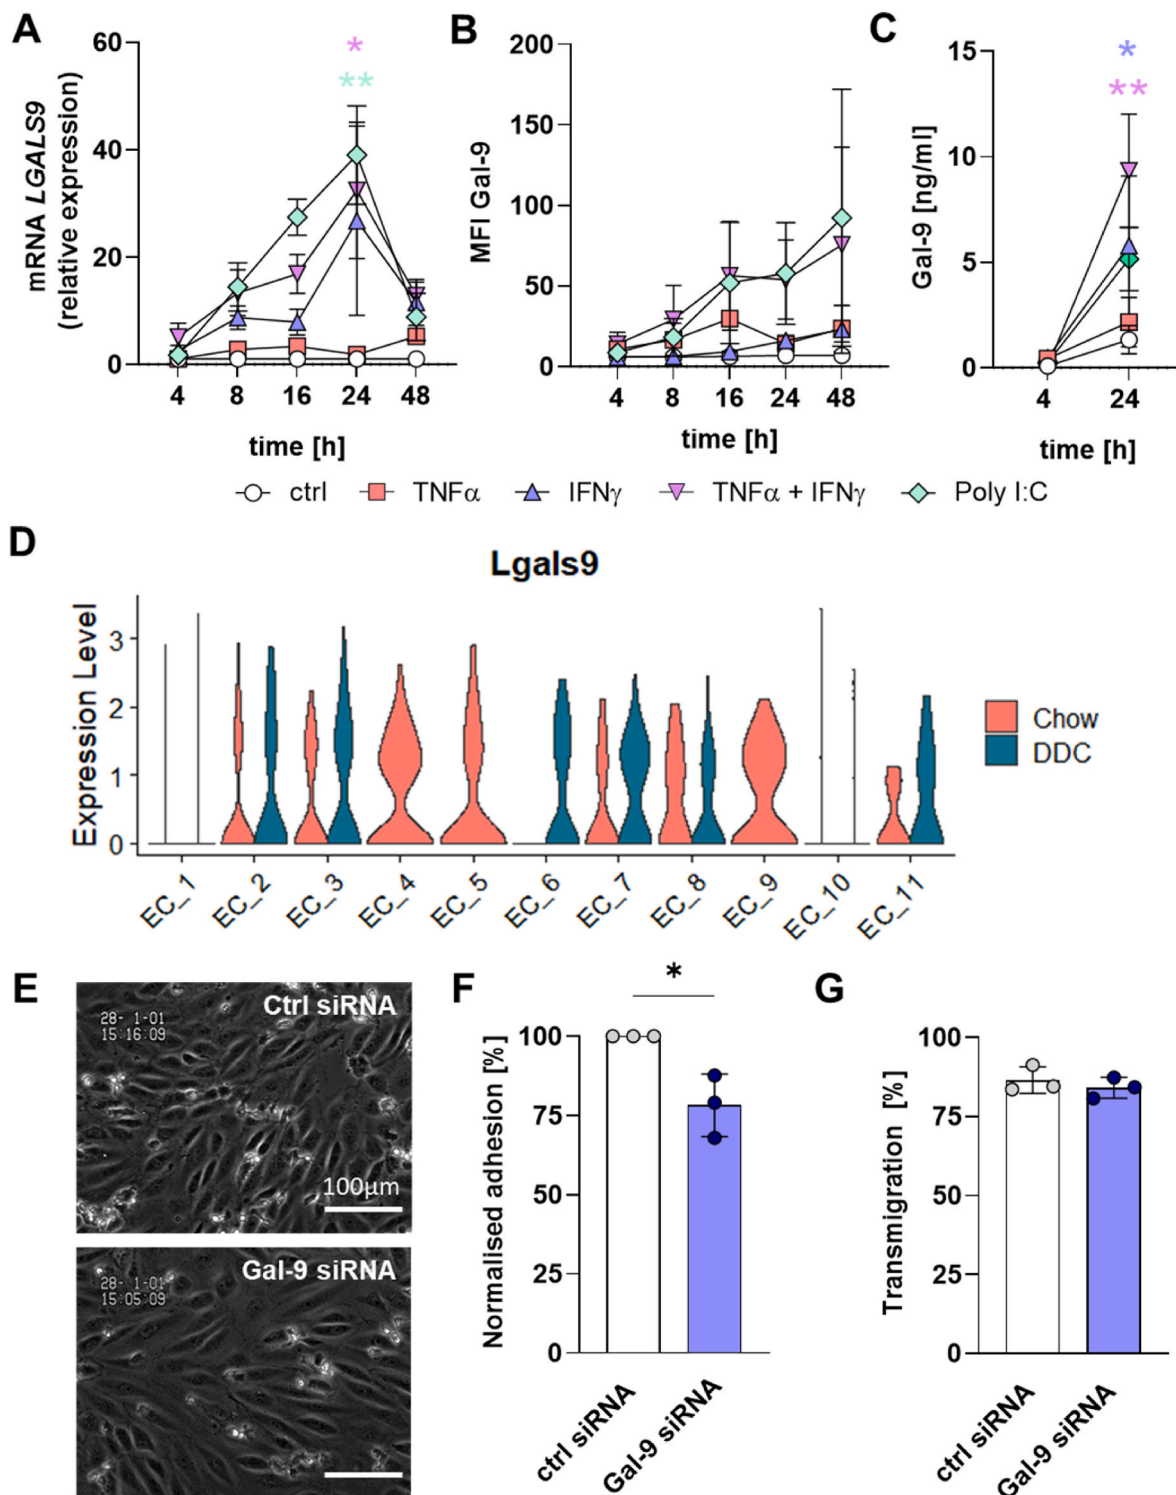 A
60
40
20
0
mRNA LGALS9
(relative expression)
*
**
4 8 16 24 48
time [h]
B
200
150
100
50
0
MFI Gal-9
4 8 16 24 48
time [h]
C
15
10
5
0
Gal-9 [ng/ml]
*
**
4 24
time [h]
ctrl TNFα IFNγ TNFα + IFNγ Poly I:C
D
Lgals9
Expression Level
3
2
1
0
EC_1 EC_2 EC_3 EC_4 EC_5 EC_6 EC_7 EC_8 EC_9 EC_10 EC_11
Chow
DDC
E
Ctrl siRNA
28- 1-01
15:16:09
100µm
Gal-9 siRNA
28- 1-01
15:05:09
F
*
Normalised adhesion [%]
100
75
50
25
0
ctrl siRNA
Gal-9 siRNA
G
Transmigration [%]
100
75
50
25
0
ctrl siRNA
Gal-9 siRNA